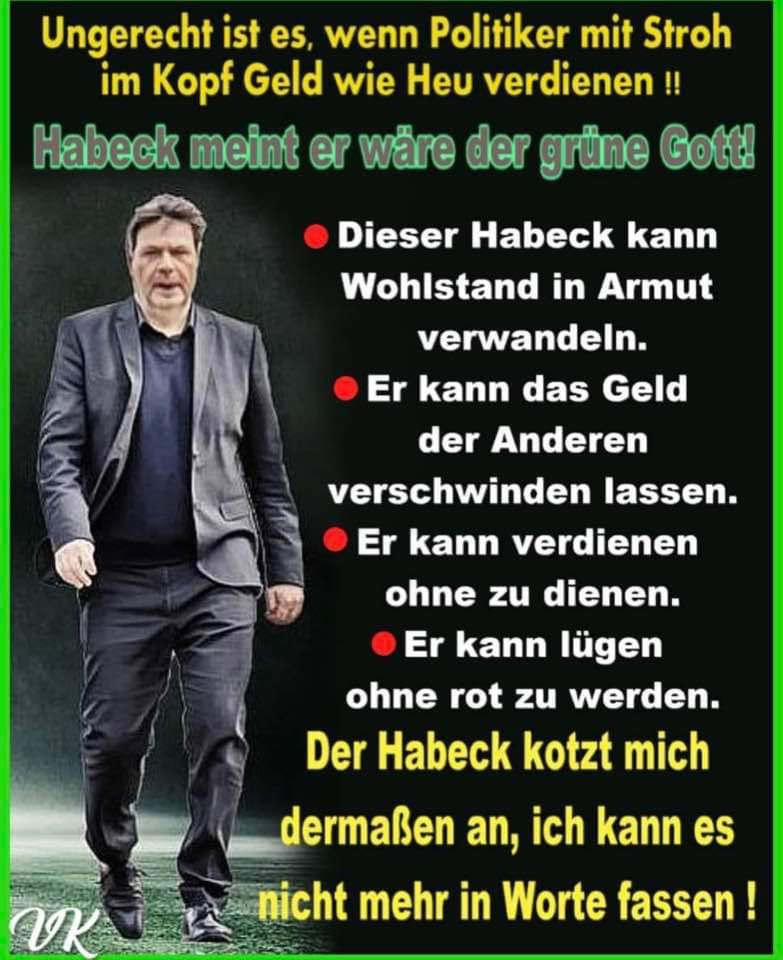 Ungerecht ist es, wenn Politiker mit Stroh
im Kopf Geld wie Heu verdienen !!
Habeck meint er wäre der grüne Gott!
Dieser Habeck kann
Wohlstand in Armut
verwandeln.
Er kann das Geld
der Anderen
verschwinden lassen.
Er kann verdienen
ohne zu dienen.
Er kann lügen
ohne rot zu werden.
Der Habeck kotzt mich
dermaßen an, ich kann es
nicht mehr in Worte fassen !
VK